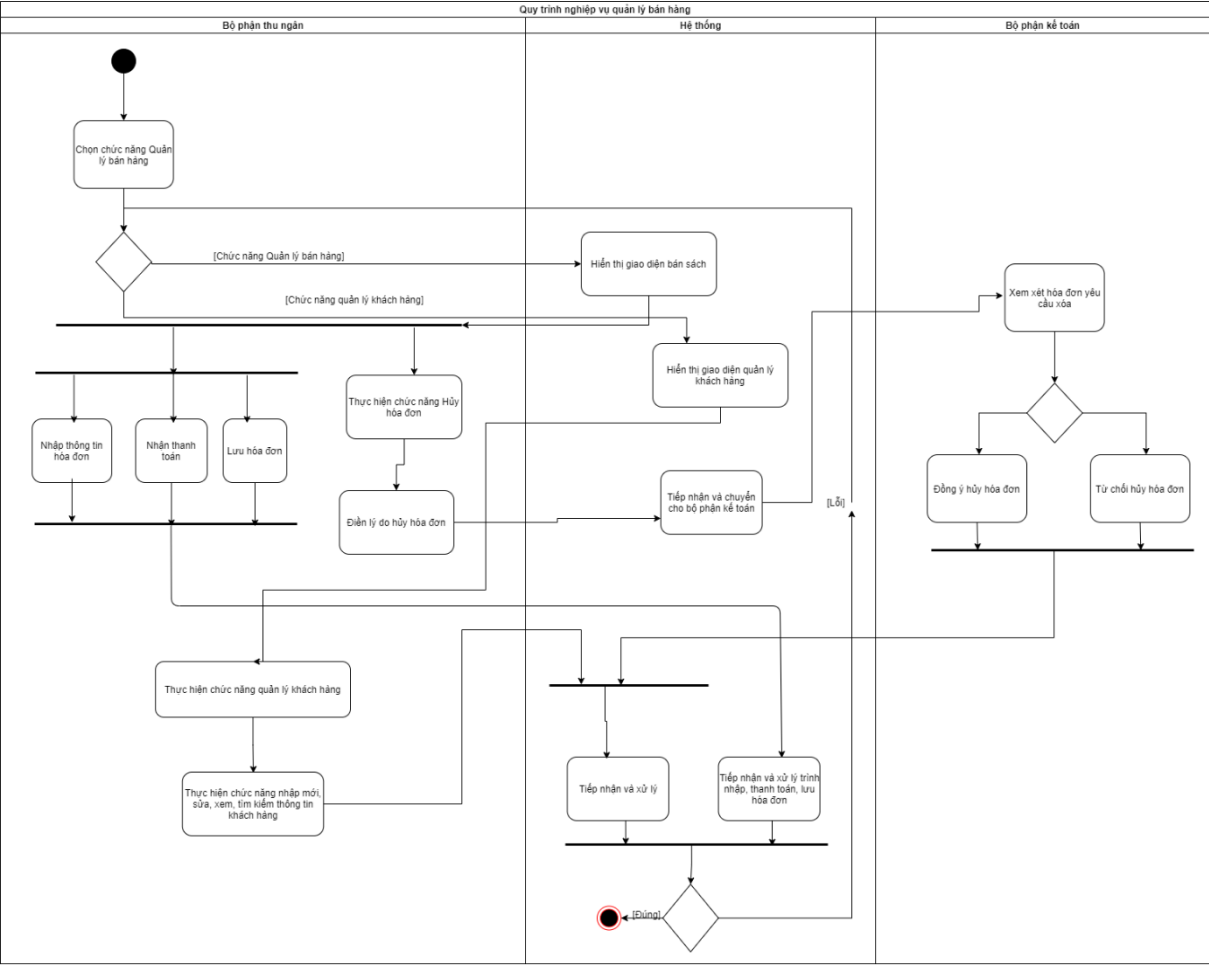 Quy trình nghiệp vụ quản lý bán hàng
Bộ phận thu ngân
Hệ thống
Bộ phận kế toán
Chọn chức năng Quản
lý bán háng
[Chức năng Quản lý bán háng]
Hiển thị giao diện bán sách
[Chức năng quản lý khách háng]
Xem xét hóa đơn yêu
cầu xóa
Hiển thị giao diện quản lý
khách háng
Thực hiện chức năng Hủy
hóa đơn
Nhập thông tin
hóa đơn
Nhận thanh
toán
Lưu hóa đơn
Đồng ý hủy hóa đơn
Từ chối hủy hóa đơn
Tiếp nhận và chuyển
cho bộ phận kế toán
[Lỗi]
Điền lý do hủy hóa đơn
Thực hiện chức năng quản lý khách háng
Thực hiện chức năng nhập mới,
sửa, xem, tìm kiếm thông tin
khách háng
Tiếp nhận và xử lý
Tiếp nhận và xử lý trình
nhập, thanh toán, lưu
hóa đơn
[Đúng]